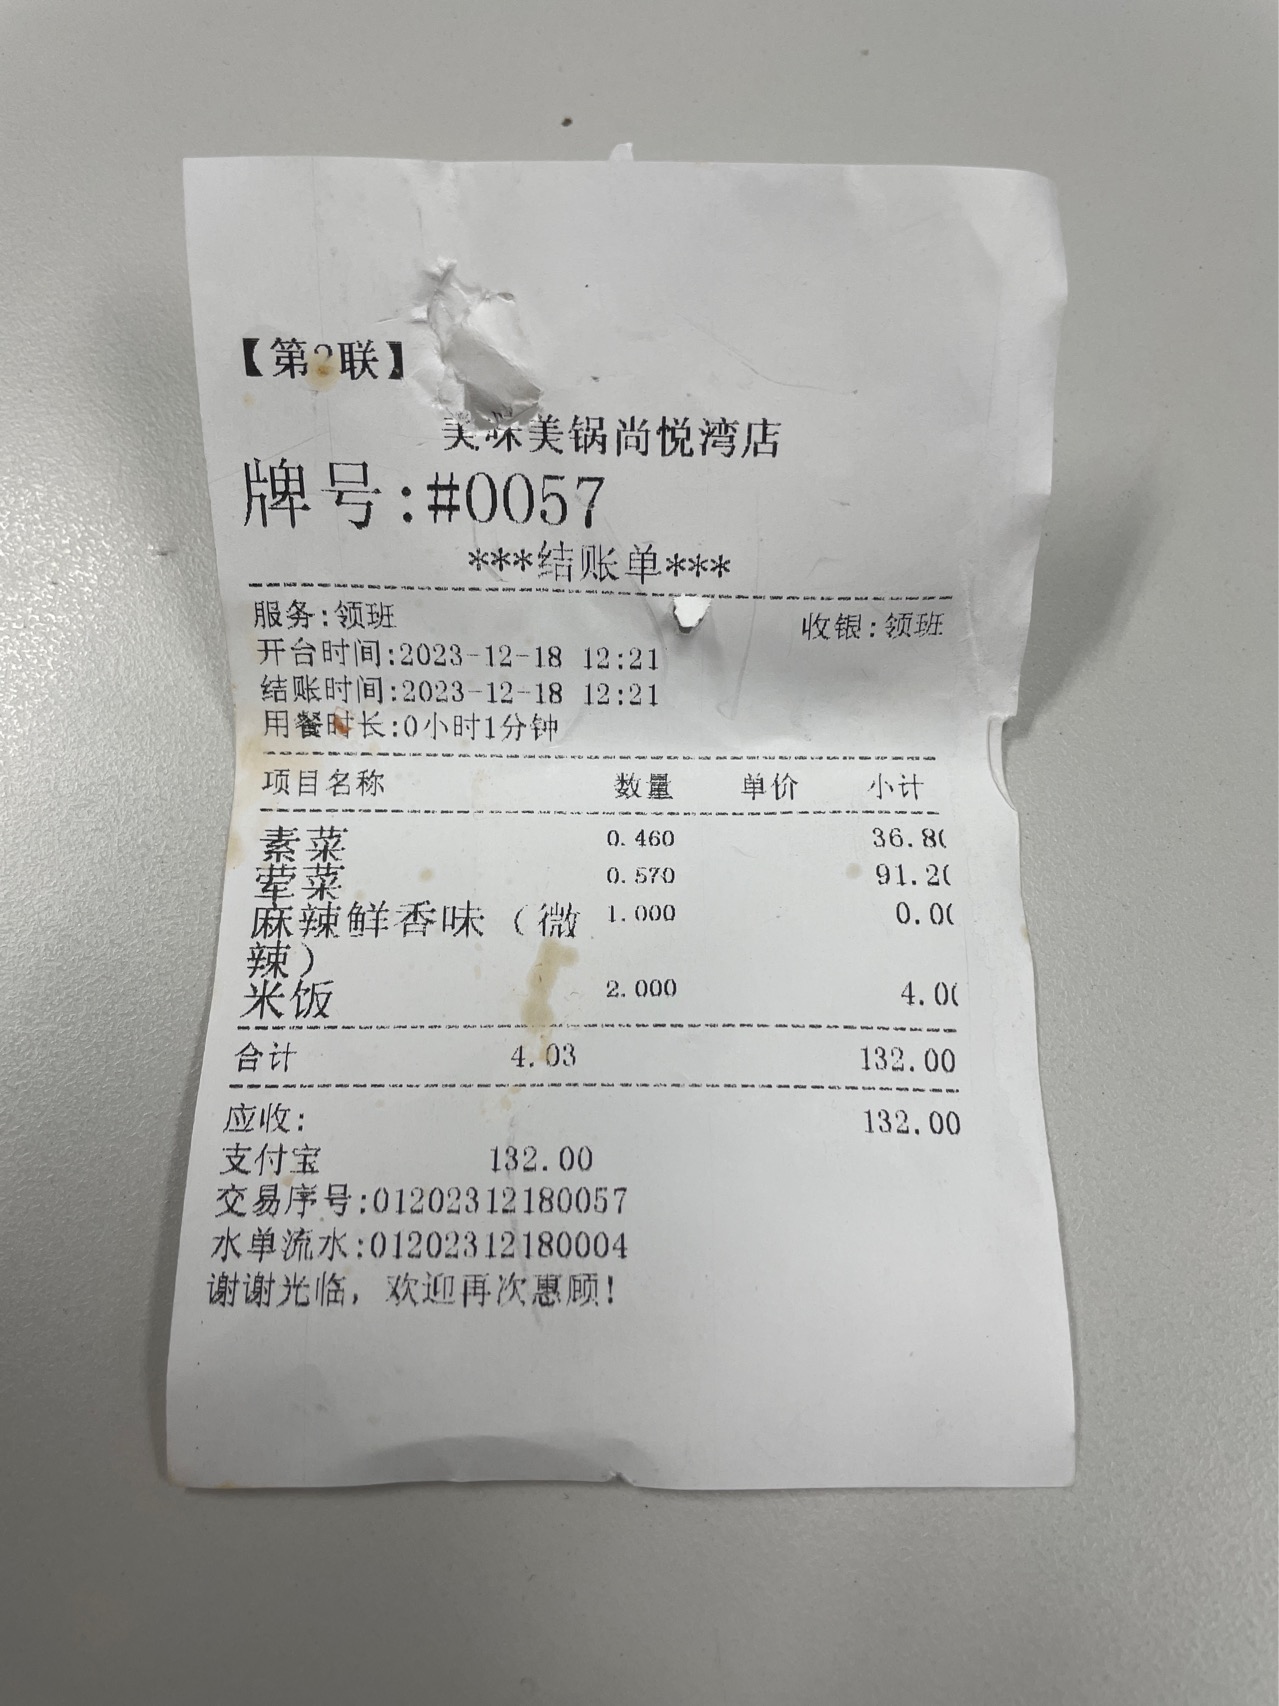 【第2联】
美味美锅尚悦湾店
牌号:#0057
***结账单***
服务:领班 收银:领班
开台时间:2023-12-18 12:21
结账时间:2023-12-18 12:21
用餐时长:0小时1分钟
项目名称 数量 单价 小计
素菜 0.460 36.80
荤菜 0.570 91.20
麻辣鲜香味（微 1.000 0.00
辣）
米饭 2.000 4.00
合计 4.03 132.00
应收: 132.00
支付宝 132.00
交易序号:01202312180057
水单流水:01202312180004
谢谢光临，欢迎再次惠顾!